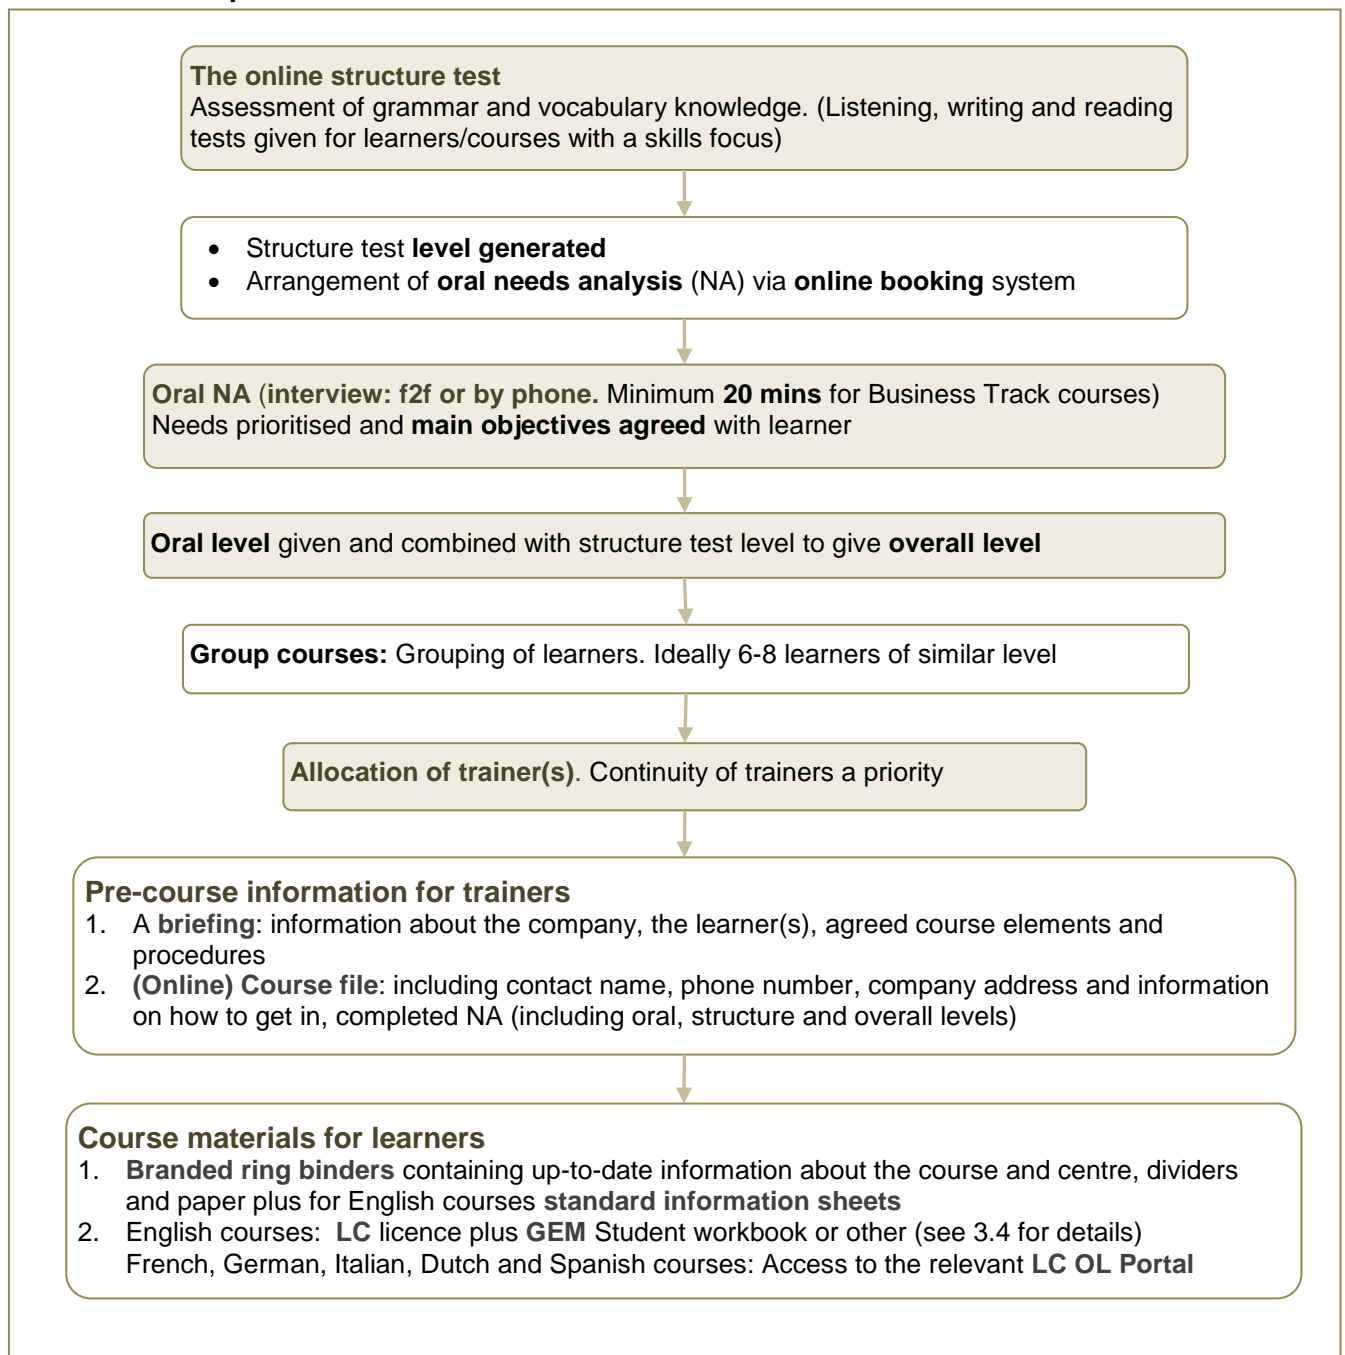 The online structure test
Assessment of grammar and vocabulary knowledge. (Listening, writing and reading
tests given for learners/courses with a skills focus)
• Structure test level generated
• Arrangement of oral needs analysis (NA) via online booking system
Oral NA (interview: f2f or by phone. Minimum 20 mins for Business Track courses)
Needs prioritised and main objectives agreed with learner
Oral level given and combined with structure test level to give overall level
Group courses: Grouping of learners. Ideally 6-8 learners of similar level
Allocation of trainer(s). Continuity of trainers a priority
Pre-course information for trainers
1. A briefing: information about the company, the learner(s), agreed course elements and
procedures
2. (Online) Course file: including contact name, phone number, company address and information
on how to get in, completed NA (including oral, structure and overall levels)
Course materials for learners
1. Branded ring binders containing up-to-date information about the course and centre, dividers
and paper plus for English courses standard information sheets
2. English courses: LC licence plus GEM Student workbook or other (see 3.4 for details)
French, German, Italian, Dutch and Spanish courses: Access to the relevant LC OL Portal